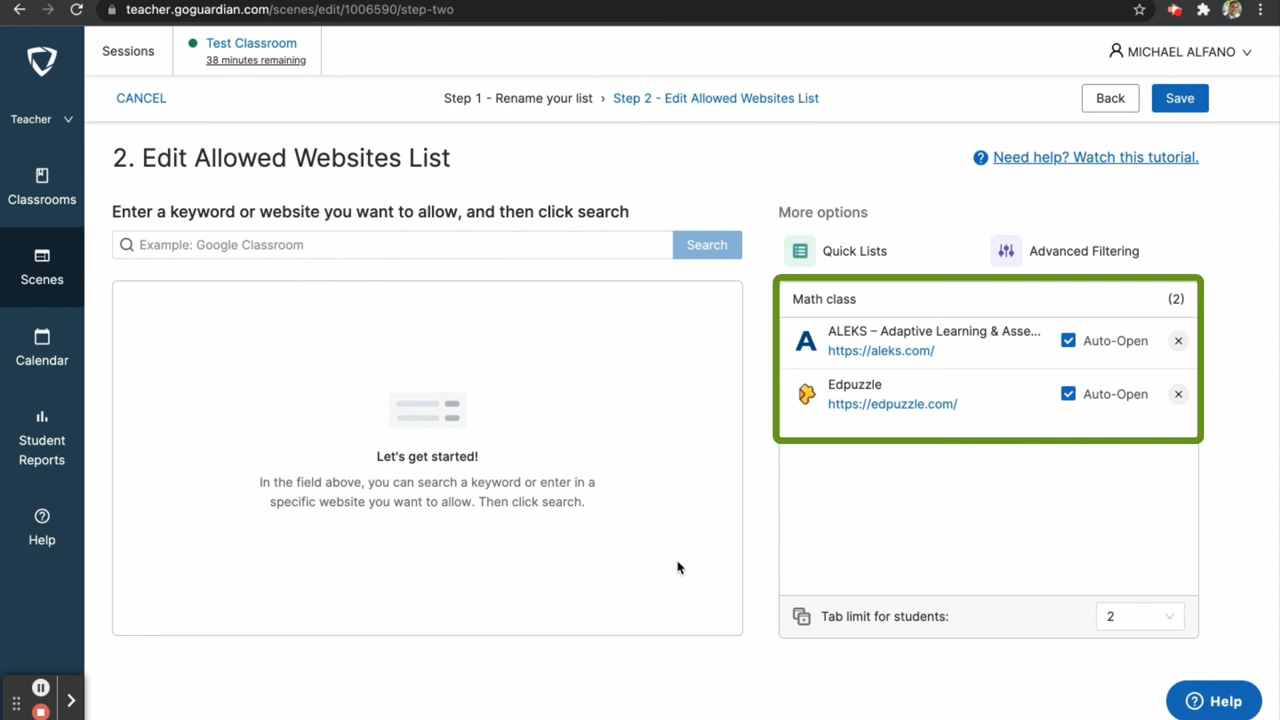 teacher.goguardian.com/scenes/edit/1006590/step-two
Sessions
Test Classroom
38 minutes remaining
MICHAEL ALFANO
CANCEL
Step 1 - Rename your list › Step 2 - Edit Allowed Websites List
Back
Save
Teacher
Classrooms
Scenes
Calendar
Student
Reports
Help
2. Edit Allowed Websites List
Need help? Watch this tutorial.
Enter a keyword or website you want to allow, and then click search
Example: Google Classroom
Search
Let's get started!
In the field above, you can search a keyword or enter in a
specific website you want to allow. Then click search.
More options
Quick Lists
Advanced Filtering
Math class (2)
ALEKS – Adaptive Learning & Asse...
https://aleks.com/
Auto-Open
Edpuzzle
https://edpuzzle.com/
Auto-Open
Tab limit for students: 2
Help